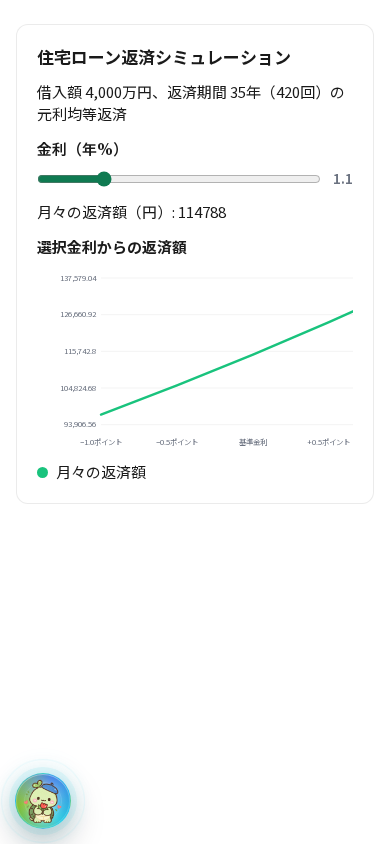 住宅ローン返済シミュレーション
借入額 4,000万円、返済期間 35年（420回）の
元利均等返済
金利（年%）
1.1
月々の返済額（円）: 114788
選択金利からの返済額
137,579.04
126,660.92
115,742.8
104,824.68
93,906.56
−1.0ポイント −0.5ポイント 基準金利 +0.5ポイント
月々の返済額